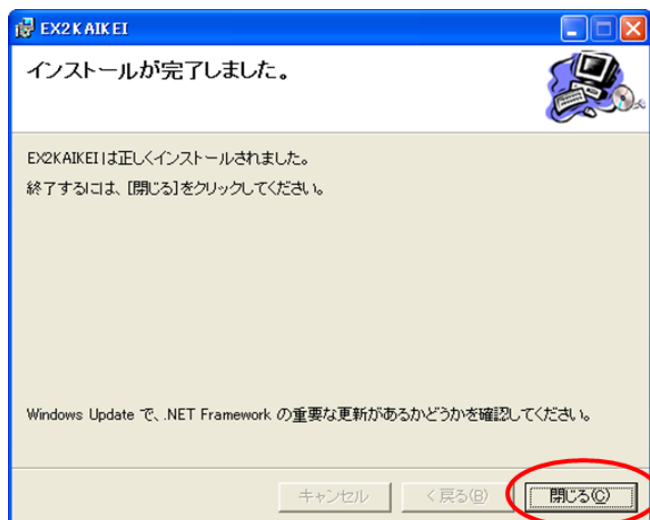 EX2KAIKEI
インストールが完了しました。
EX2KAIKEIは正しくインストールされました。
終了するには、[閉じる]をクリックしてください。
Windows Update で、.NET Framework の重要な更新があるかどうかを確認してください。
キャンセル
< 戻る(B)
閉じる(C)